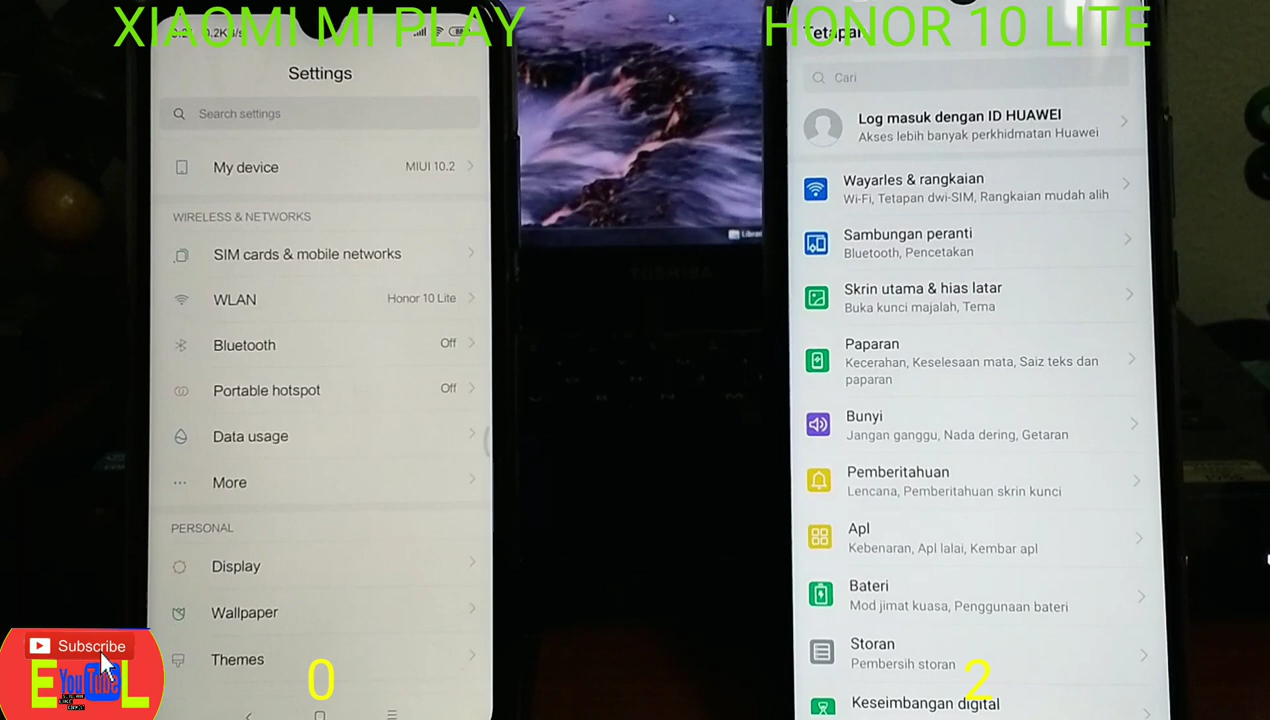 XIAOMI MI PLAY
HONOR 10 LITE
Settings
Search settings
My device
MIUI 10.2
WIRELESS & NETWORKS
SIM cards & mobile networks
WLAN
Honor 10 Lite
Bluetooth
Off
Portable hotspot
Off
Data usage
More
PERSONAL
Display
Wallpaper
Themes
0
TOSHIBA
Tetapan
Cari
Log masuk dengan ID HUAWEI
Akses lebih banyak perkhidmatan Huawei
Wayarles & rangkaian
Wi-Fi, Tetapan dwi-SIM, Rangkaian mudah alih
Sambungan peranti
Bluetooth, Pencetakan
Skrin utama & hias latar
Buka kunci majalah, Tema
Paparan
Kecerahan, Keselesaan mata, Saiz teks dan
paparan
Bunyi
Jangan ganggu, Nada dering, Getaran
Pemberitahuan
Lencana, Pemberitahuan skrin kunci
Apl
Kebenaran, Apl lalai, Kembar apl
Bateri
Mod jimat kuasa, Penggunaan bateri
Storan
Pembersih storan
2
Keseimbangan digital
Subscribe
E YouTube L